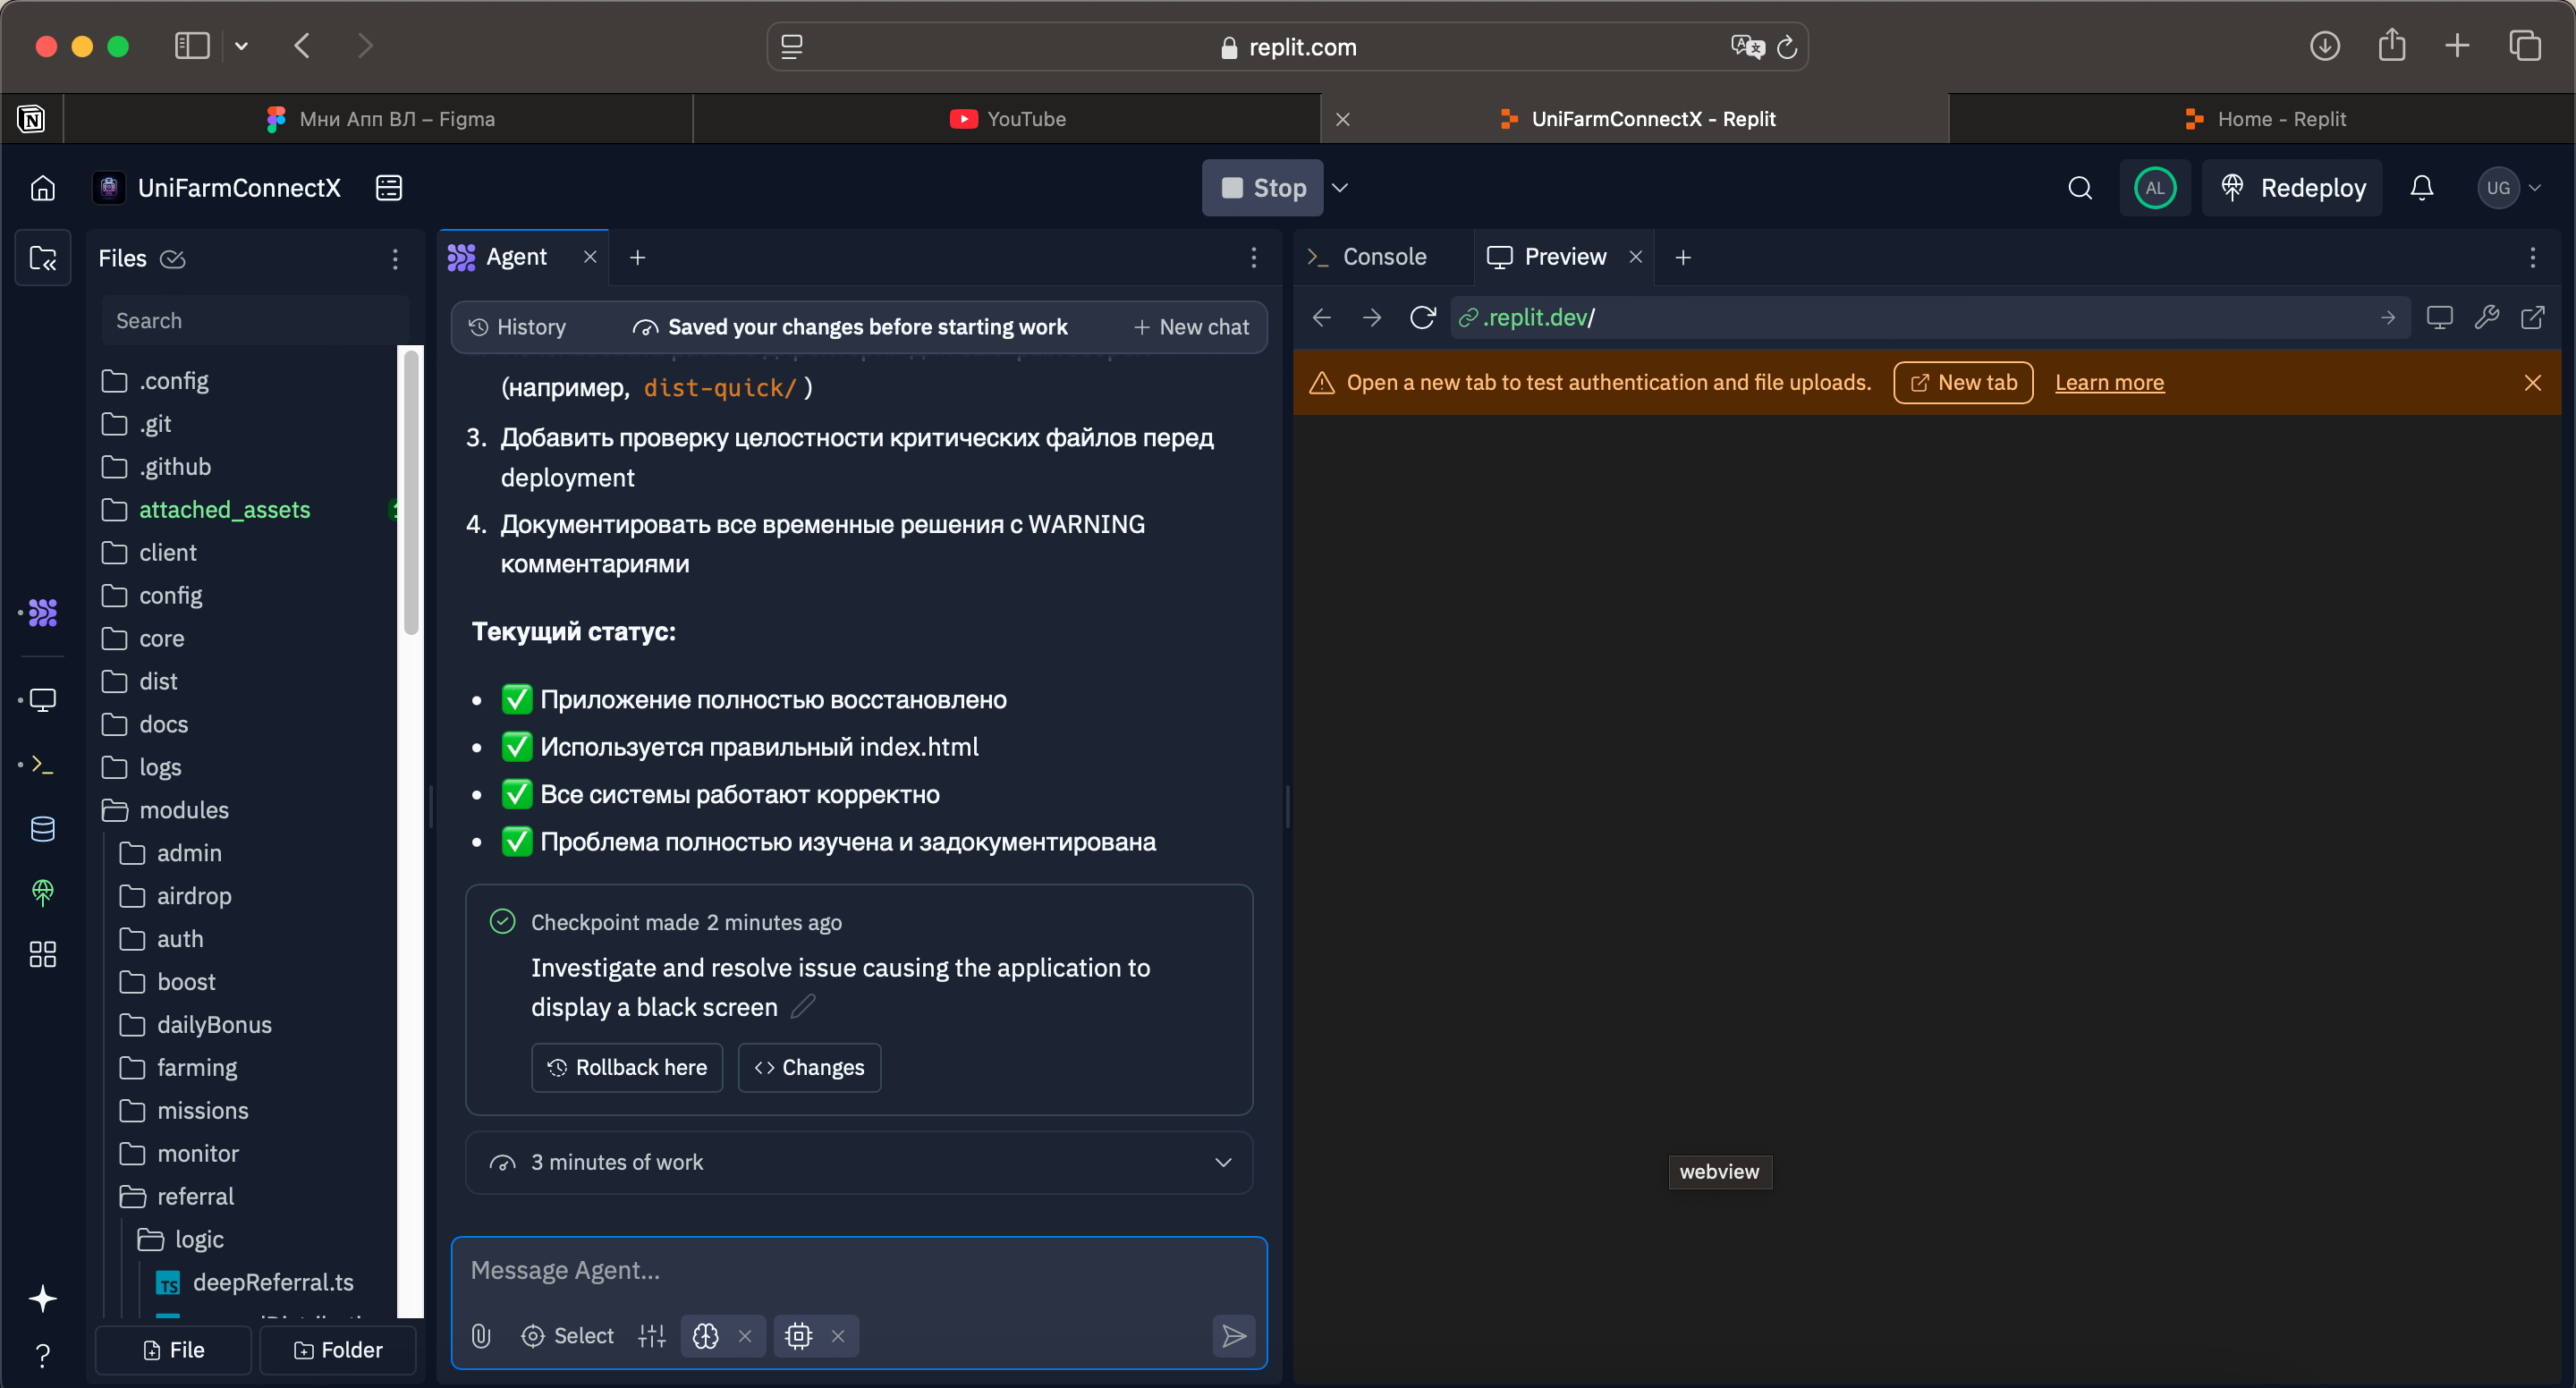 replit.com
Мни Апп ВЛ – Figma
YouTube
UniFarmConnectX - Replit
Home - Replit
UniFarmConnectX
Stop
AL
Redeploy
UG
Files
Search
.config
.git
.github
attached_assets
client
config
core
dist
docs
logs
modules
admin
airdrop
auth
boost
dailyBonus
farming
missions
monitor
referral
logic
TS deepReferral.ts
File
Folder
Agent
History
Saved your changes before starting work
New chat
(например, dist-quick/ )
3. Добавить проверку целостности критических файлов перед
deployment
4. Документировать все временные решения с WARNING
комментариями
Текущий статус:
• ✅ Приложение полностью восстановлено
• ✅ Используется правильный index.html
• ✅ Все системы работают корректно
• ✅ Проблема полностью изучена и задокументирована
Checkpoint made 2 minutes ago
Investigate and resolve issue causing the application to
display a black screen
Rollback here
Changes
3 minutes of work
Message Agent...
Select
Console
Preview
.replit.dev/
Open a new tab to test authentication and file uploads.
New tab
Learn more
webview